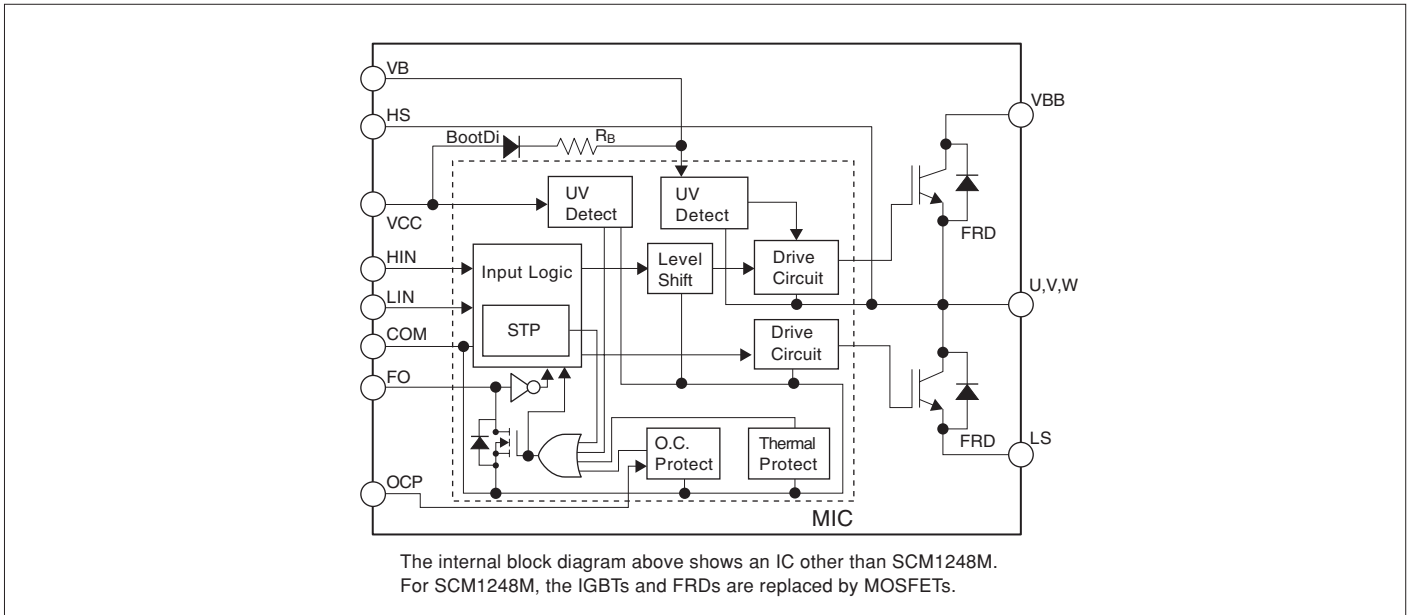 VB
HS
BootDi
RB
VCC
UV
Detect
UV
Detect
VBB
FRD
HIN
LIN
COM
FO
OCP
Input Logic
STP
Level
Shift
Drive
Circuit
U,V,W
Drive
Circuit
O.C.
Protect
Thermal
Protect
FRD
LS
MIC
The internal block diagram above shows an IC other than SCM1248M.
For SCM1248M, the IGBTs and FRDs are replaced by MOSFETs.